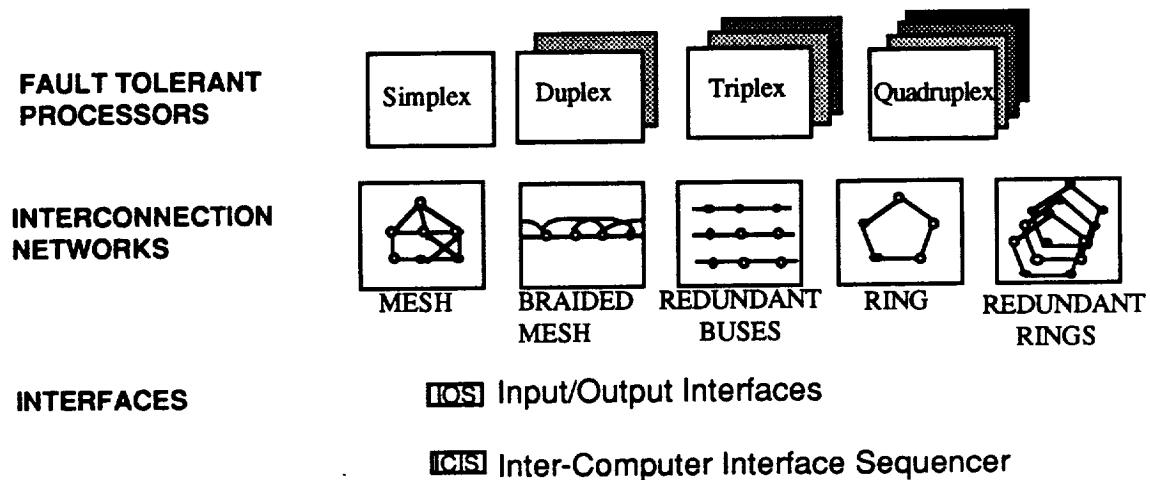 FAULT TOLERANT
PROCESSORS
Simplex
Duplex
Triplex
Quadruplex
INTERCONNECTION
NETWORKS
MESH
BRAIDED
MESH
REDUNDANT
BUSES
RING
REDUNDANT
RINGS
INTERFACES
IOS Input/Output Interfaces
ICIS Inter-Computer Interface Sequencer